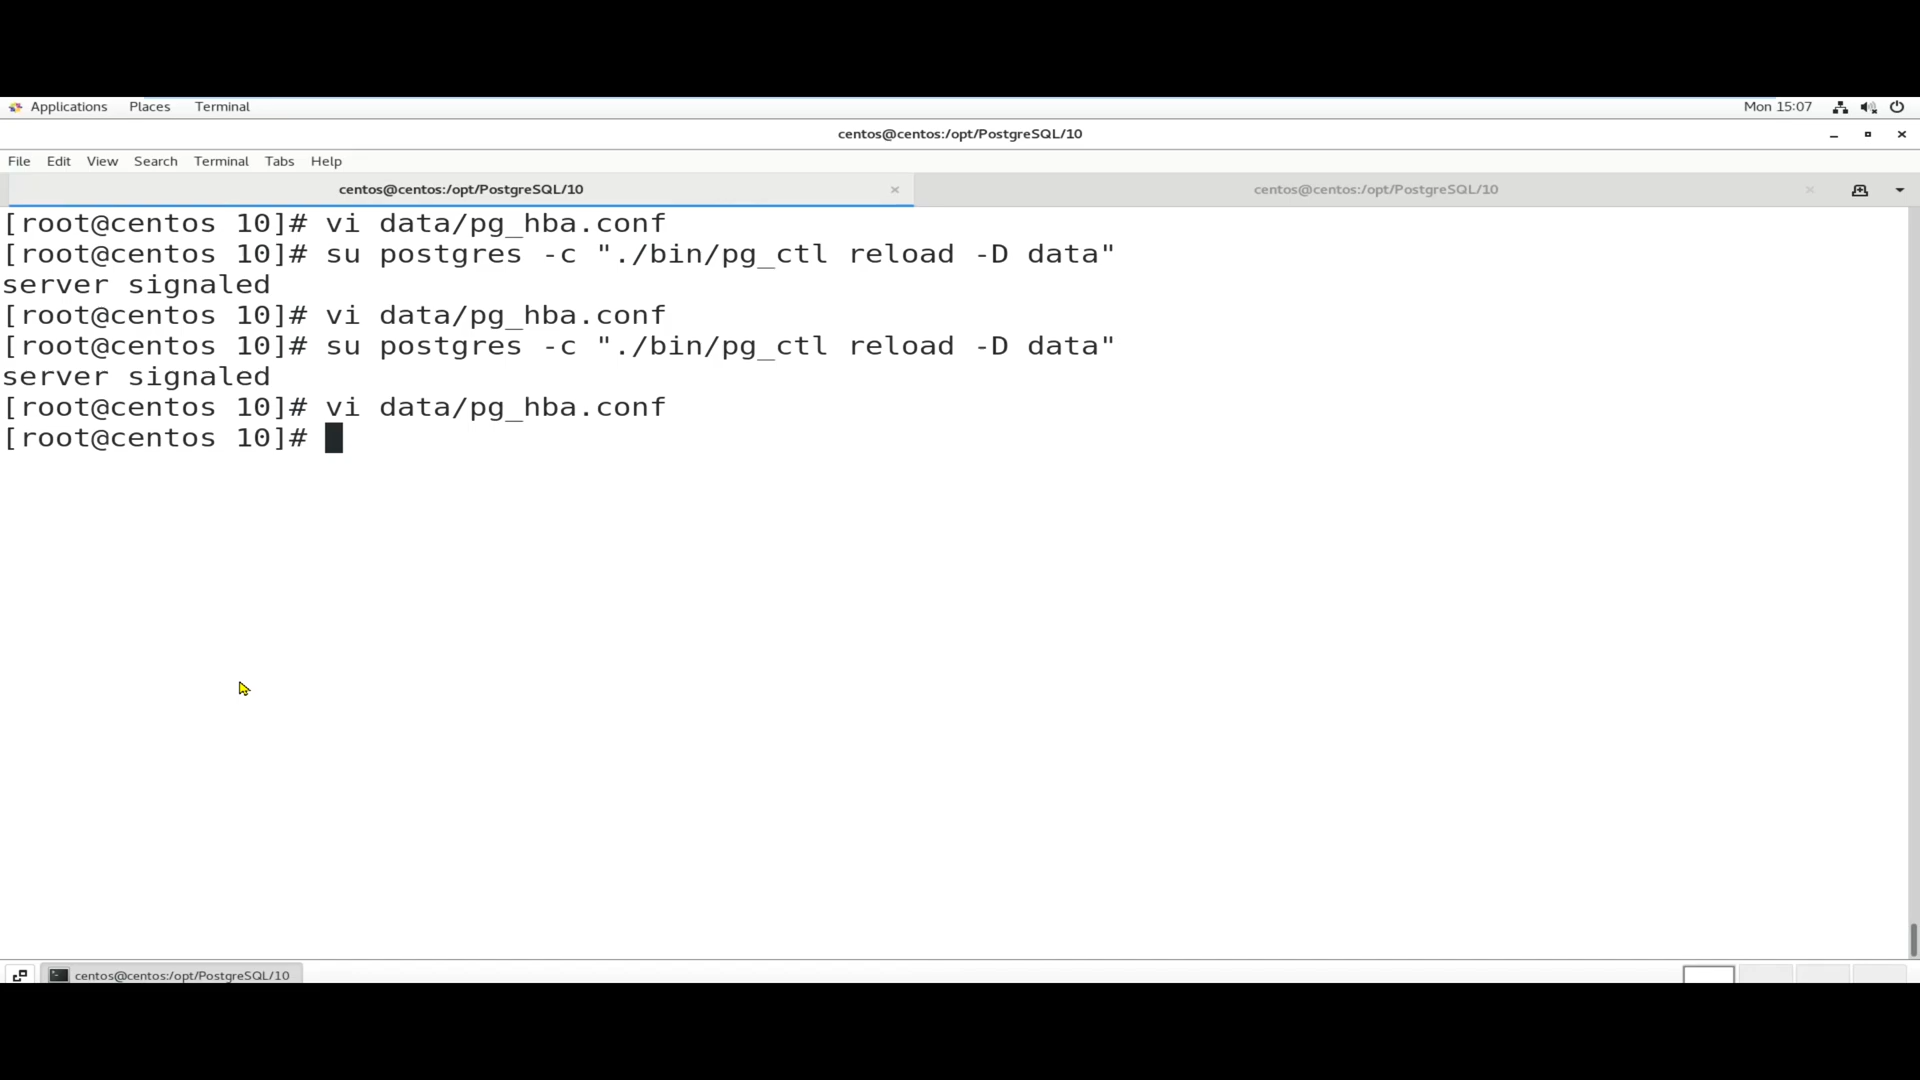 Applications Places Terminal Mon 15:07
centos@centos:/opt/PostgreSQL/10
File Edit View Search Terminal Tabs Help
centos@centos:/opt/PostgreSQL/10 × centos@centos:/opt/PostgreSQL/10 ×
[root@centos 10]# vi data/pg_hba.conf
[root@centos 10]# su postgres -c "./bin/pg_ctl reload -D data"
server signaled
[root@centos 10]# vi data/pg_hba.conf
[root@centos 10]# su postgres -c "./bin/pg_ctl reload -D data"
server signaled
[root@centos 10]# vi data/pg_hba.conf
[root@centos 10]#
centos@centos:/opt/PostgreSQL/10